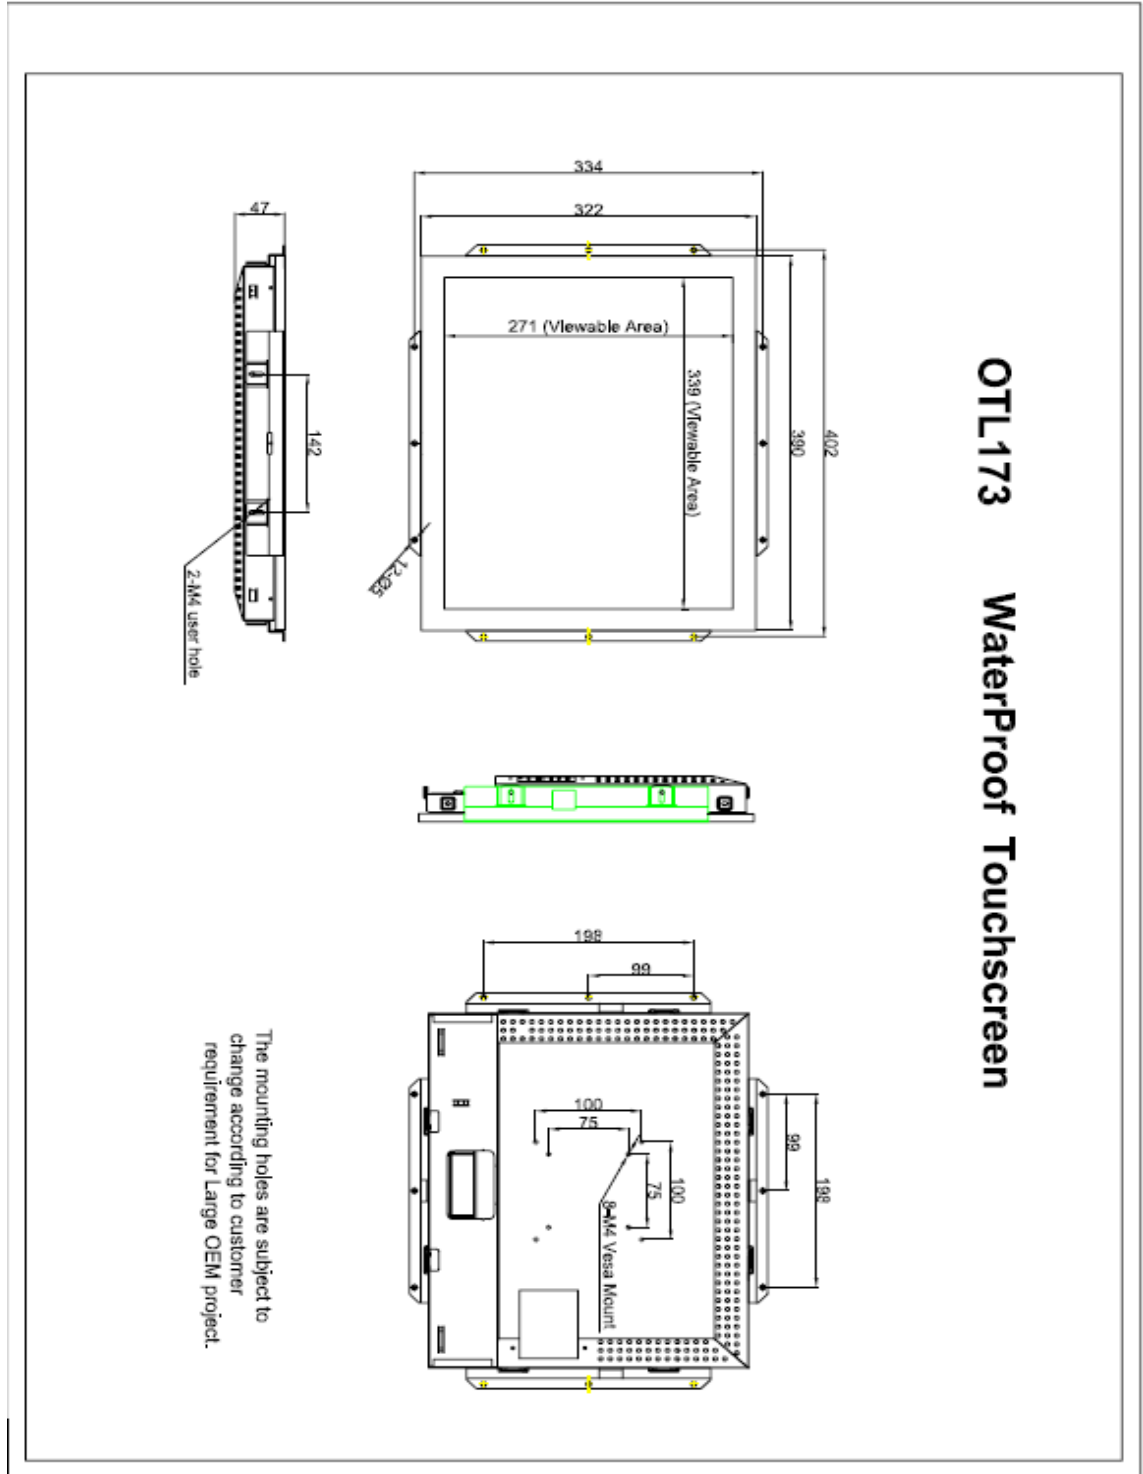 OTL173 WaterProof Touchscreen
334
322
47
271 (Viewable Area)
339 (Viewable Area)
390
402
142
12-Ø5
2-M4 user hole
198
99
100
75
75
100
99
198
8-M4 Vesa Mount
The mounting holes are subject to
change according to customer
requirement for Large OEM project.